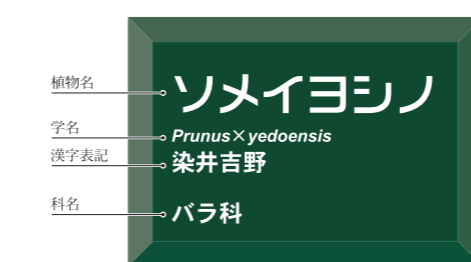 植物名
ソメイヨシノ
学名
Prunus×yedoensis
漢字表記
染井吉野
科名
バラ科